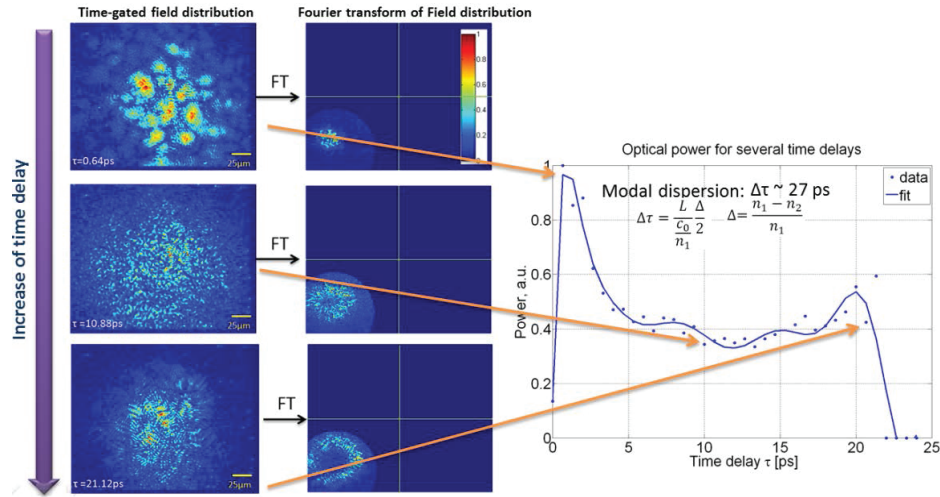 Time-gated field distribution
Fourier transform of Field distribution
Increase of time delay
FT
τ=0.64ps
25μm
1
0.8
0.6
0.4
0.2
FT
τ=10.88ps
25μm
FT
τ=21.12ps
25μm
Optical power for several time delays
data
fit
Modal dispersion: Δτ ~ 27 ps
Δτ = L / (c₀ / n₁) Δ / 2
Δ= (n₁ − n₂) / n₁
Power, a.u.
1
0.8
0.6
0.4
0.2
0
0 5 10 15 20 25
Time delay τ [ps]